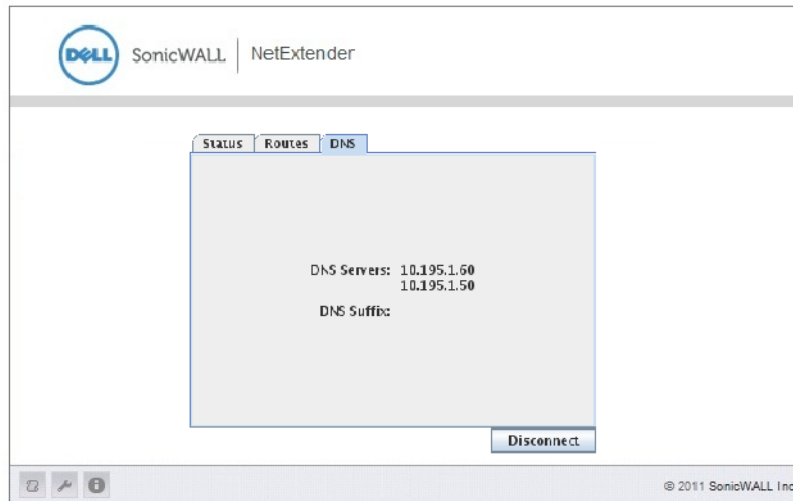 DELL SonicWALL NetExtender
Status Routes DNS
DNS Servers: 10.195.1.60
10.195.1.50
DNS Suffix:
Disconnect
© 2011 SonicWALL Inc